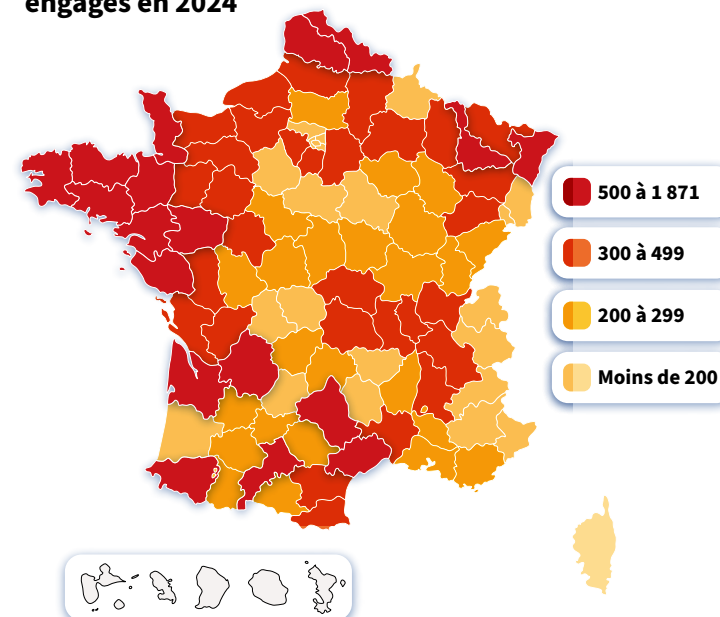 engagés en 2024
500 à 1 871
300 à 499
200 à 299
Moins de 200